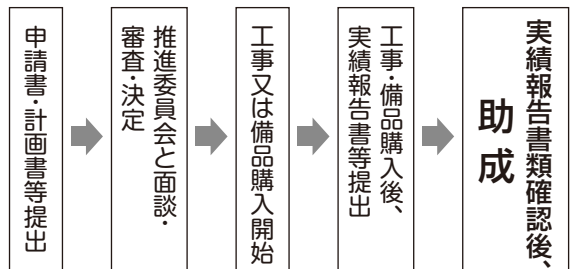 申請書・計画書等提出
推進委員会と面談・
審査・決定
工事又は備品購入開始
工事・備品購入後、
実績報告書等提出
実績報告書類確認後、
助成